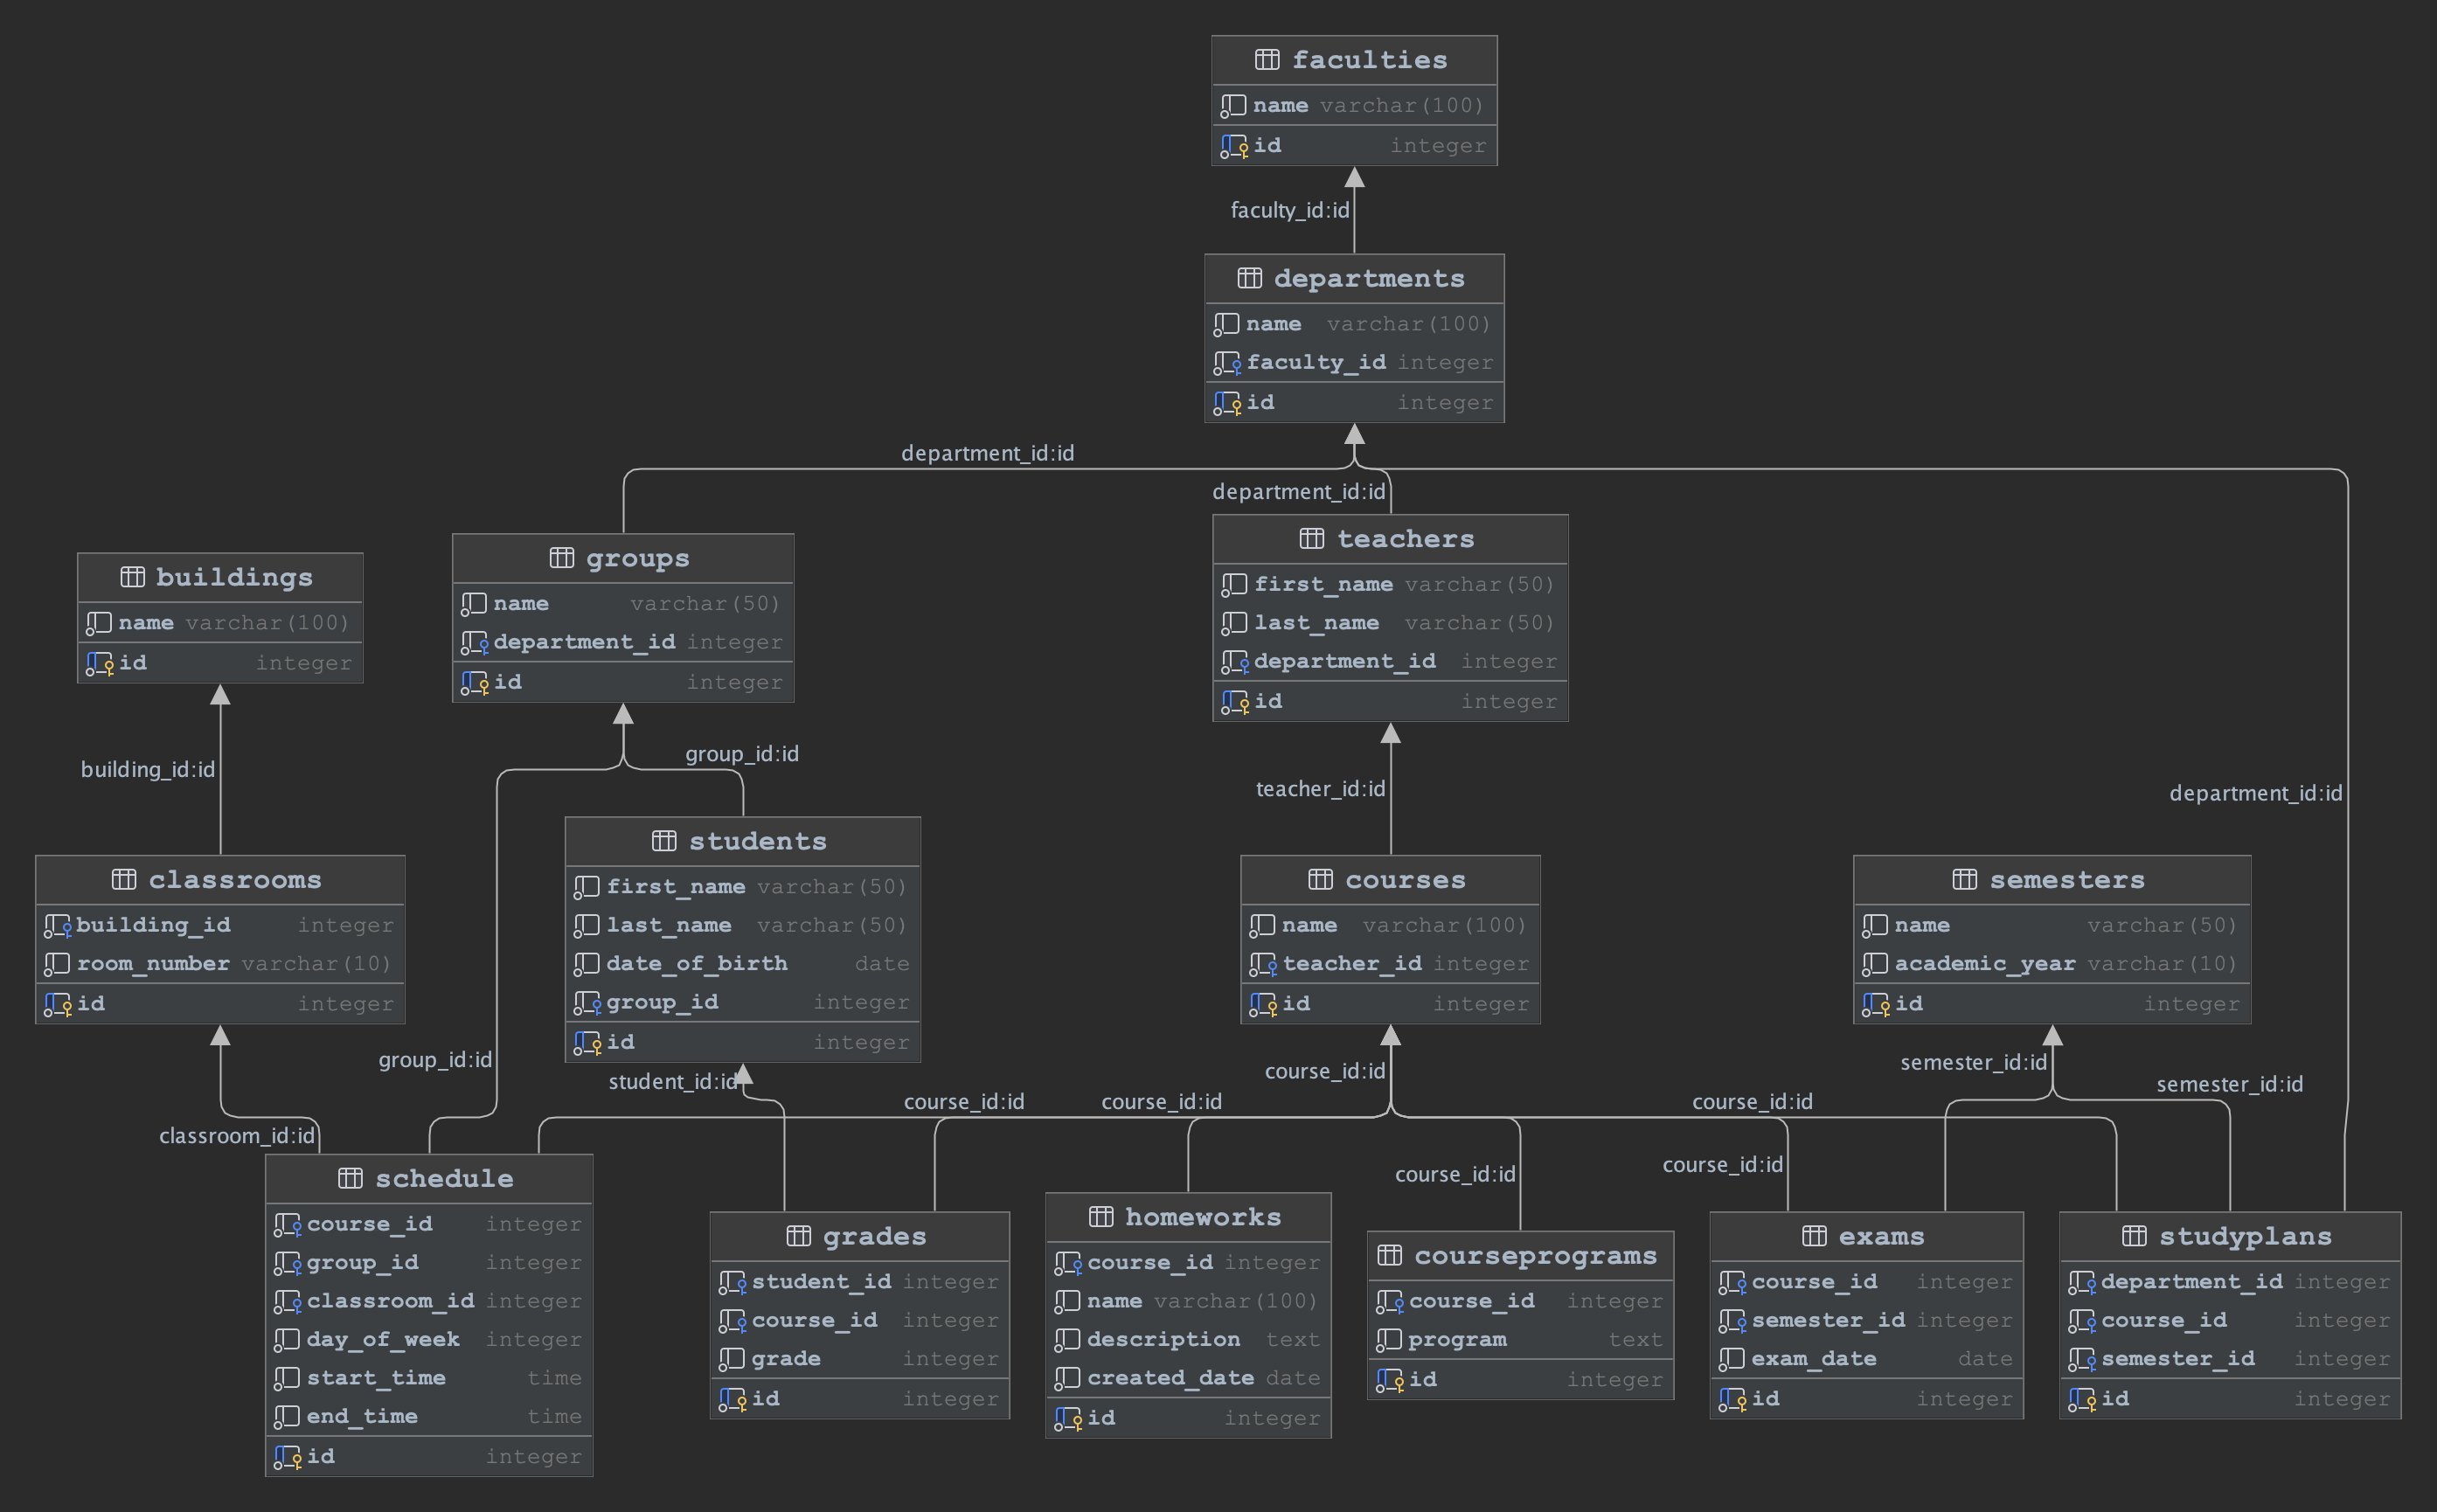 faculties
name varchar(100)
id integer
faculty_id:id
departments
name varchar(100)
faculty_id integer
id integer
department_id:id
department_id:id
department_id:id
groups
name varchar(50)
department_id integer
id integer
teachers
first_name varchar(50)
last_name varchar(50)
department_id integer
id integer
buildings
name varchar(100)
id integer
building_id:id
group_id:id
teacher_id:id
students
first_name varchar(50)
last_name varchar(50)
date_of_birth date
group_id integer
id integer
classrooms
building_id integer
room_number varchar(10)
id integer
courses
name varchar(100)
teacher_id integer
id integer
semesters
name varchar(50)
academic_year varchar(10)
id integer
group_id:id
student_id:id
course_id:id
semester_id:id
semester_id:id
classroom_id:id
course_id:id
course_id:id
course_id:id
course_id:id
course_id:id
schedule
course_id integer
group_id integer
classroom_id integer
day_of_week integer
start_time time
end_time time
id integer
grades
student_id integer
course_id integer
grade integer
id integer
homeworks
course_id integer
name varchar(100)
description text
created_date date
id integer
courseprograms
course_id integer
program text
id integer
exams
course_id integer
semester_id integer
exam_date date
id integer
studyplans
department_id integer
course_id integer
semester_id integer
id integer